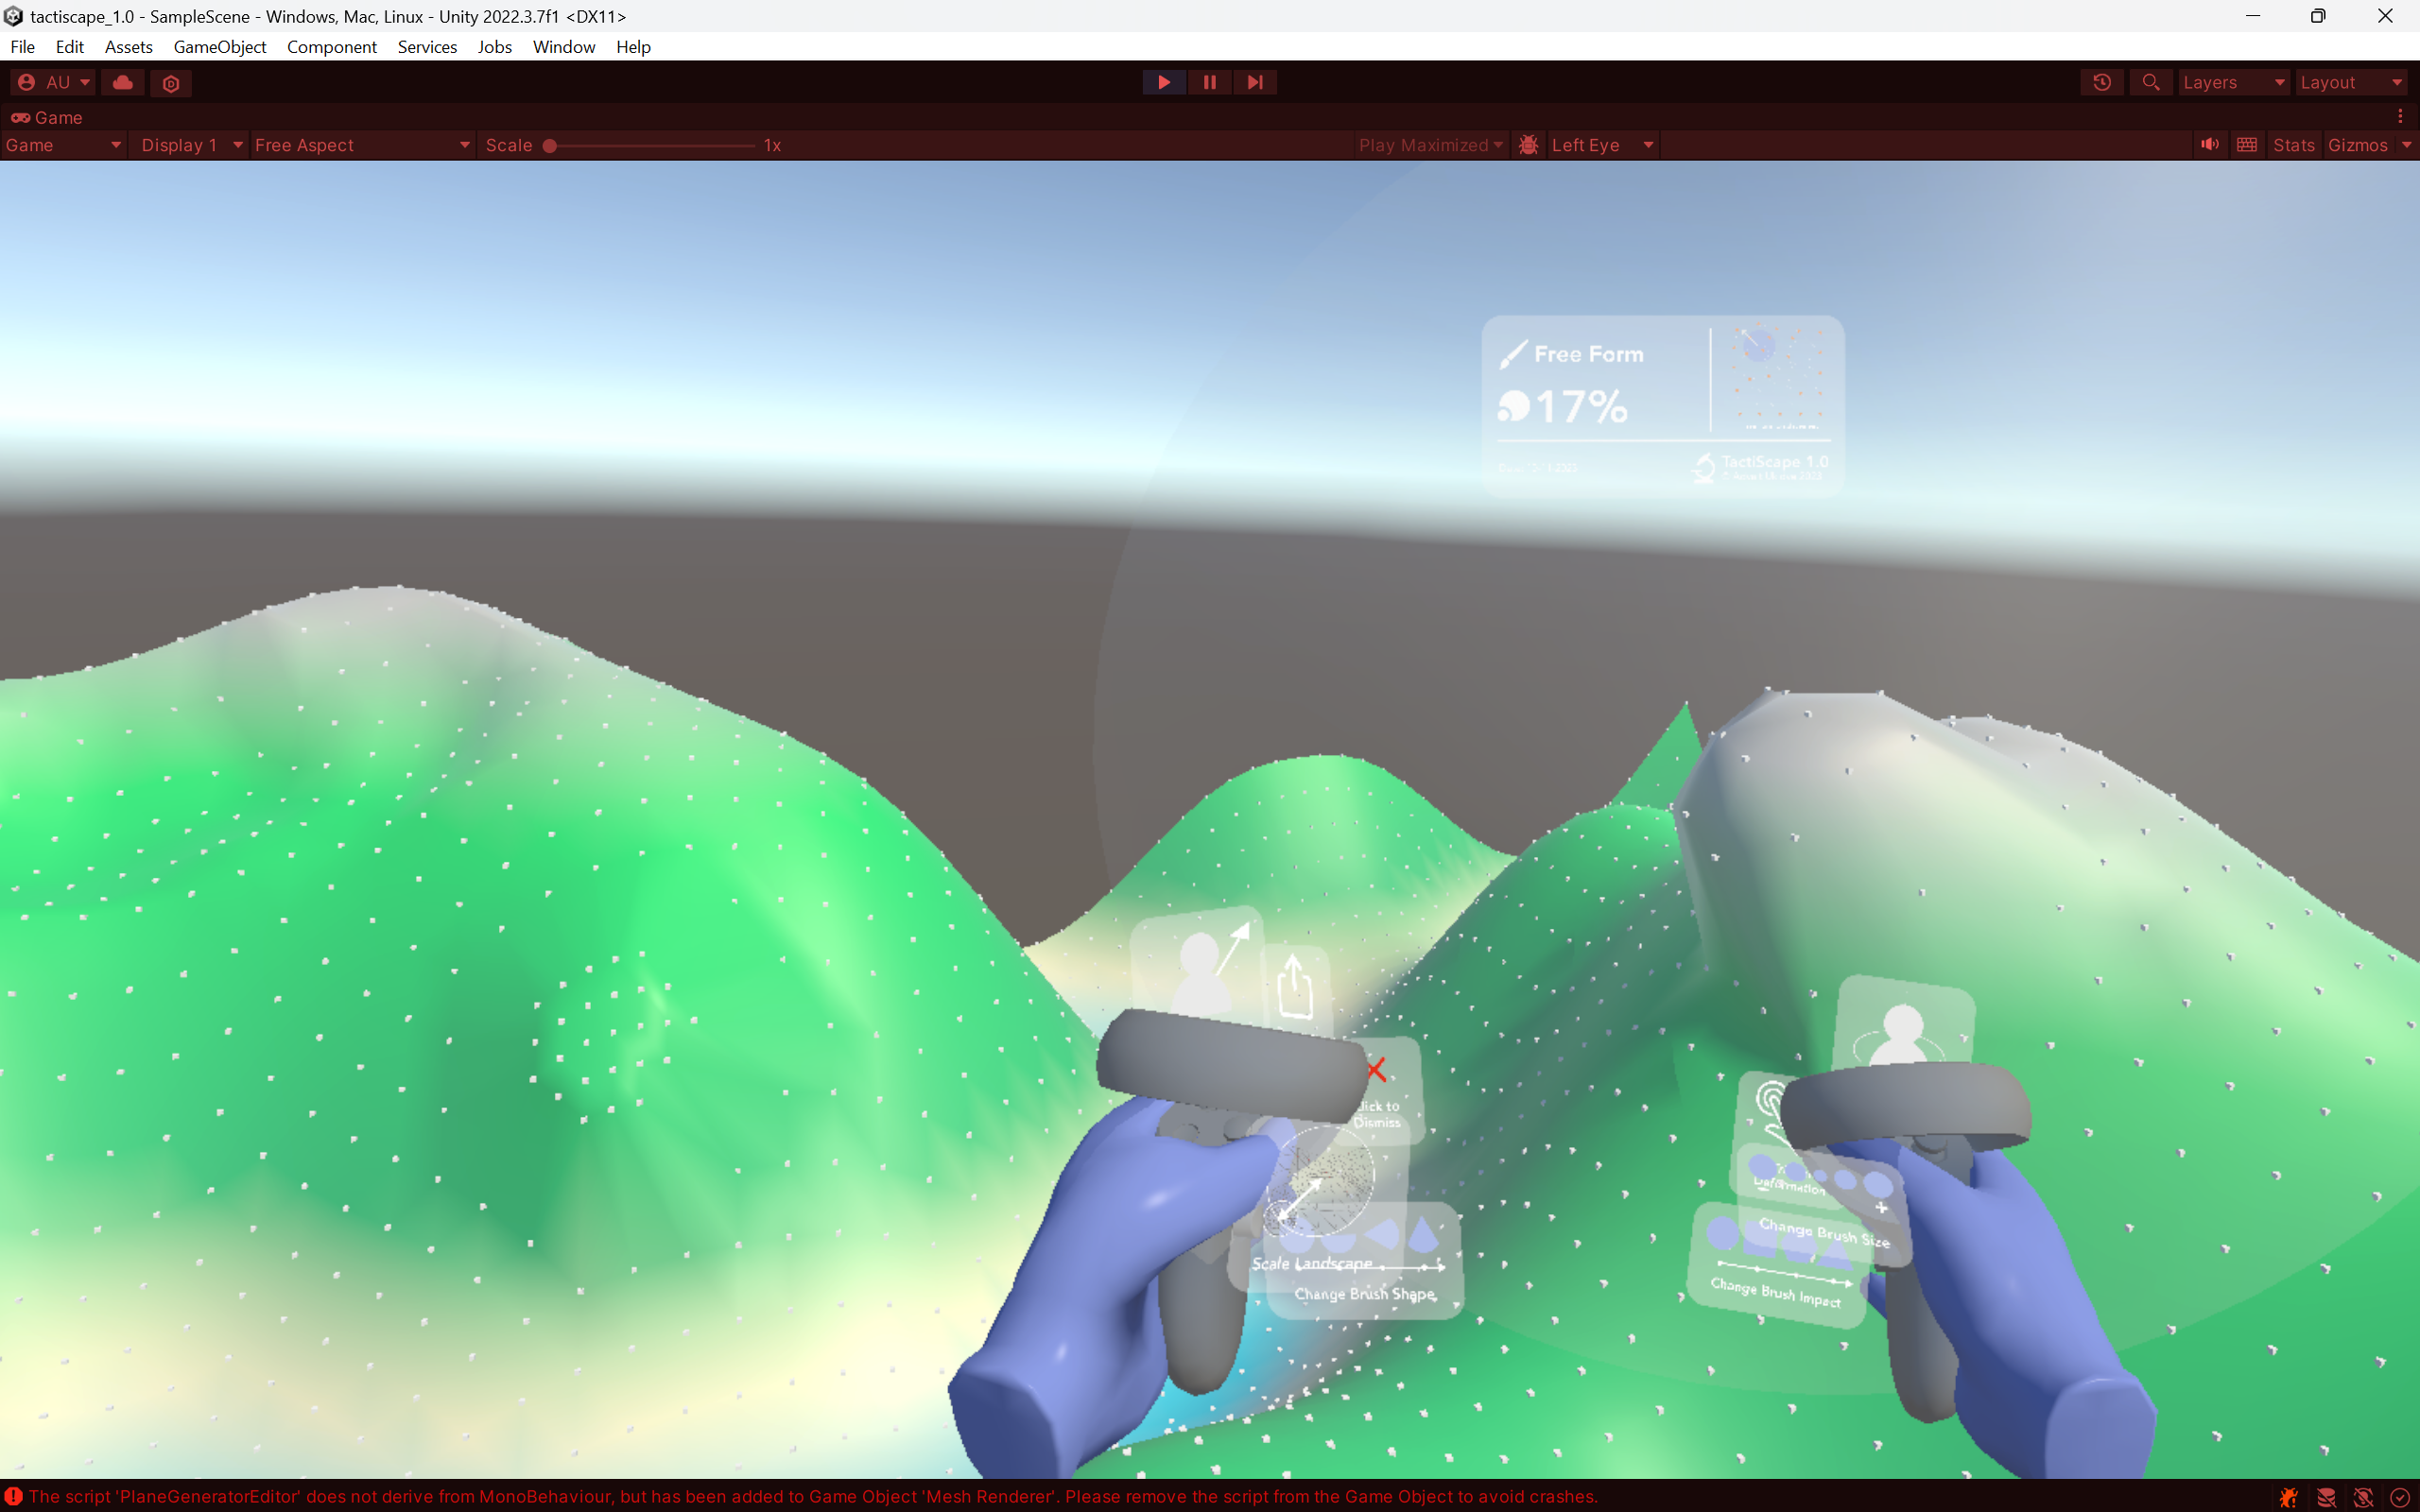 tactiscape_1.0 - SampleScene - Windows, Mac, Linux - Unity 2022.3.7f1 <DX11>
File Edit Assets GameObject Component Services Jobs Window Help
AU Layers Layout
Game
Game Display 1 Free Aspect Scale 1x Play Maximized Left Eye Stats Gizmos
Free Form
17%
TactiScape 1.0
Click to
Dismiss
Deformation
Change Brush Size
Scale Landscape
Change Brush Shape
Change Brush Impact
The script 'PlaneGeneratorEditor' does not derive from MonoBehaviour, but has been added to Game Object 'Mesh Renderer'. Please remove the script from the Game Object to avoid crashes.